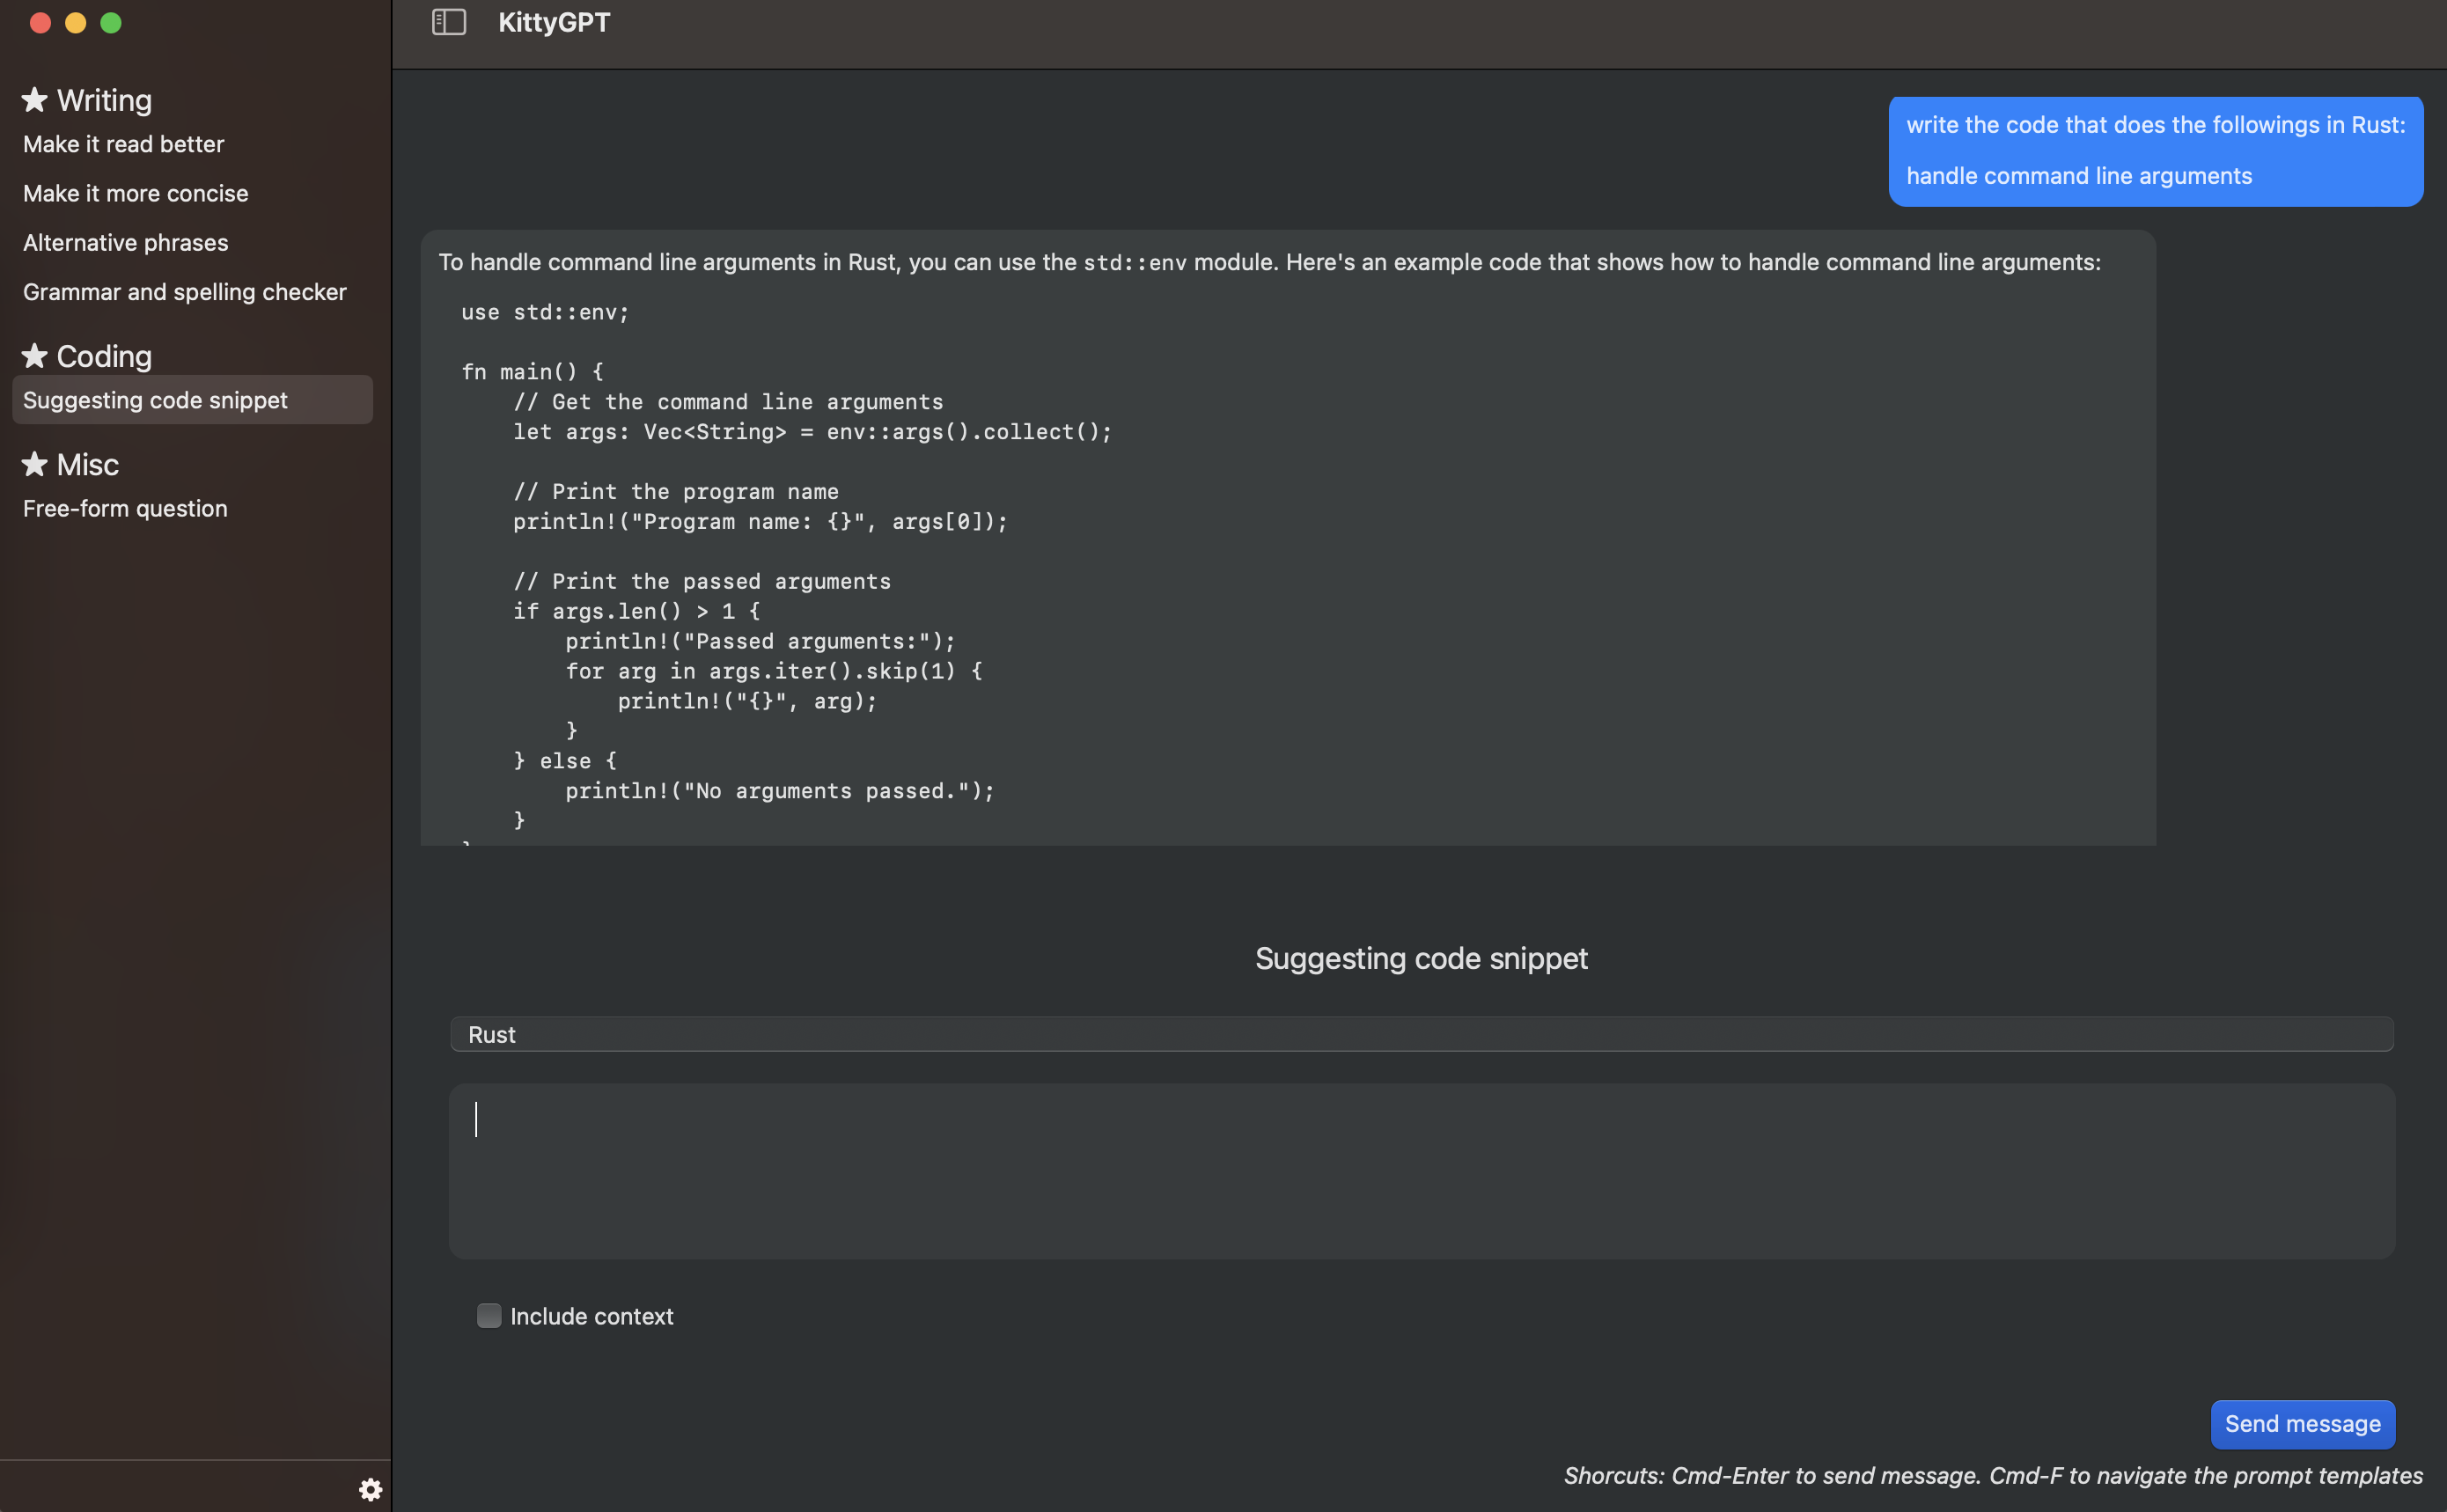 KittyGPT
Writing
Make it read better
Make it more concise
Alternative phrases
Grammar and spelling checker
Coding
Suggesting code snippet
Misc
Free-form question
write the code that does the followings in Rust:
handle command line arguments
To handle command line arguments in Rust, you can use the std::env module. Here's an example code that shows how to handle command line arguments:
use std::env;
fn main() {
    // Get the command line arguments
    let args: Vec<String> = env::args().collect();
    // Print the program name
    println!("Program name: {}", args[0]);
    // Print the passed arguments
    if args.len() > 1 {
        println!("Passed arguments:");
        for arg in args.iter().skip(1) {
            println!("{}", arg);
        }
    } else {
        println!("No arguments passed.");
    }
Suggesting code snippet
Rust
Include context
Send message
Shorcuts: Cmd-Enter to send message. Cmd-F to navigate the prompt templates